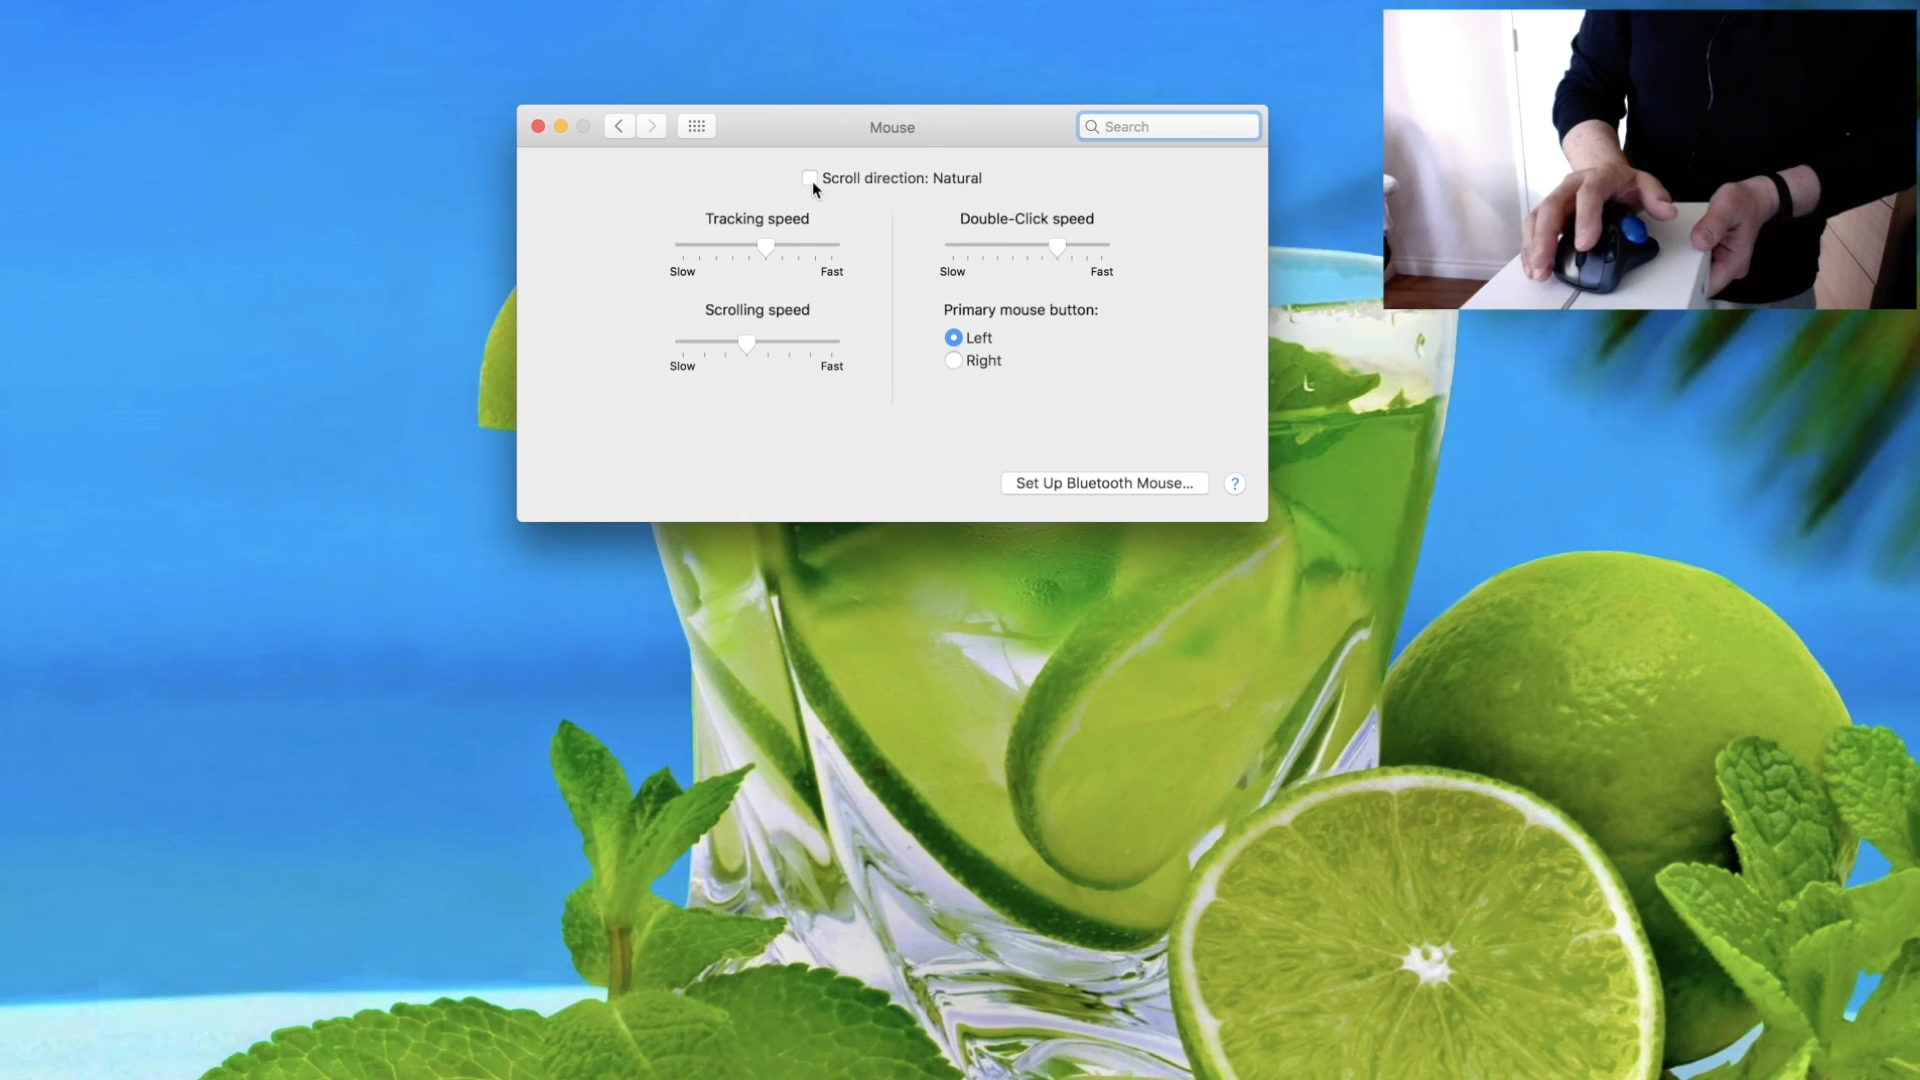 Mouse
Search
Scroll direction: Natural
Tracking speed
Slow
Fast
Double-Click speed
Slow
Fast
Scrolling speed
Slow
Fast
Primary mouse button:
Left
Right
Set Up Bluetooth Mouse...
?